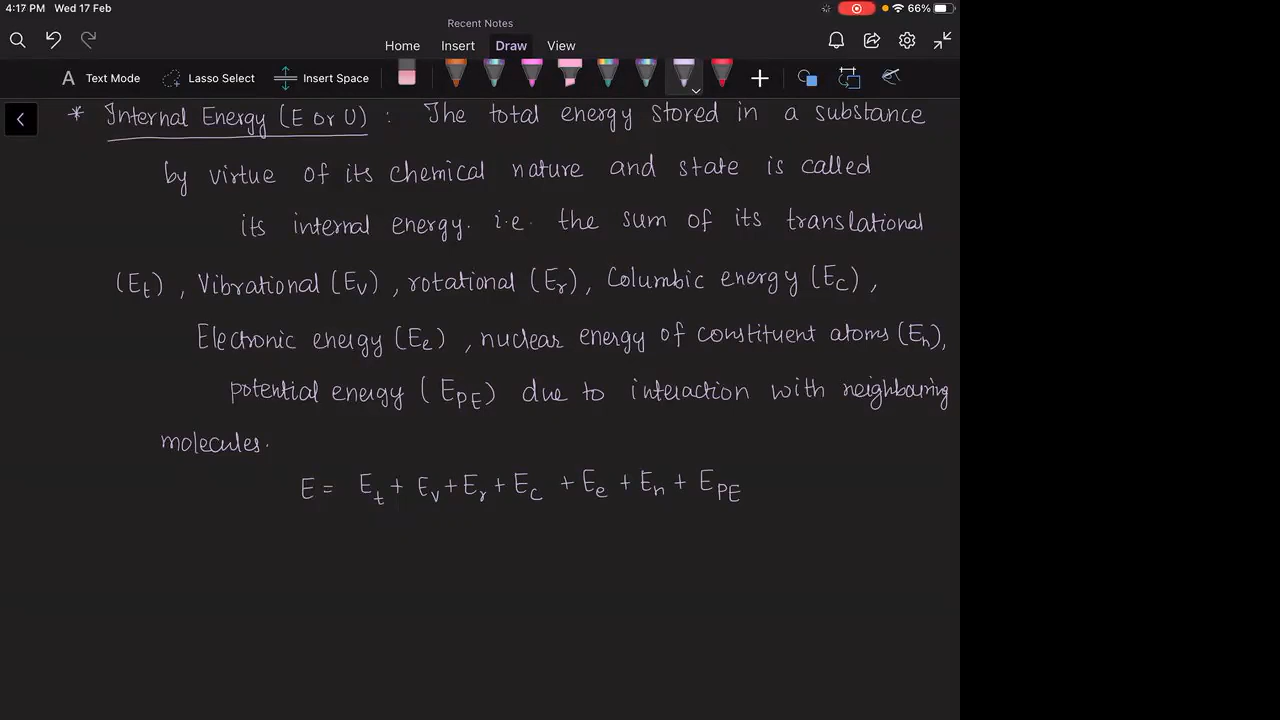 4:17 PM Wed 17 Feb
66%
Recent Notes
Home Insert Draw View
A Text Mode Lasso Select Insert Space
* Internal Energy (E or U) : The total energy stored in a substance
by virtue of its chemical nature and state is called
its internal energy. i.e. the sum of its translational
(Et) , Vibrational (Ev) , rotational (Er), Columbic energy (Ec) ,
Electronic energy (Ee) , nuclear energy of constituent atoms (En),
potential energy ( EPE) due to interaction with neighbouring
molecules.
E = Et + Ev + Er + Ec + Ee + En + EPE